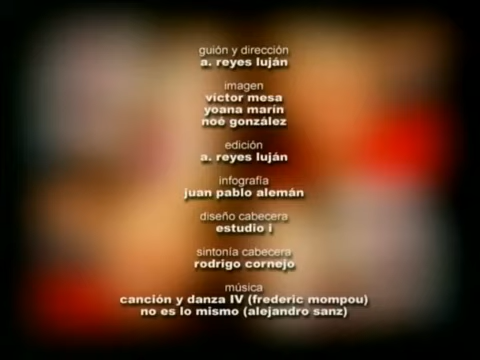 guión y dirección
a. reyes luján
imagen
víctor mesa
yoana marín
noé gonzález
edición
a. reyes luján
infografía
juan pablo alemán
diseño cabecera
estudio i
sintonía cabecera
rodrigo cornejo
música
canción y danza IV (frederic mompou)
no es lo mismo (alejandro sanz)